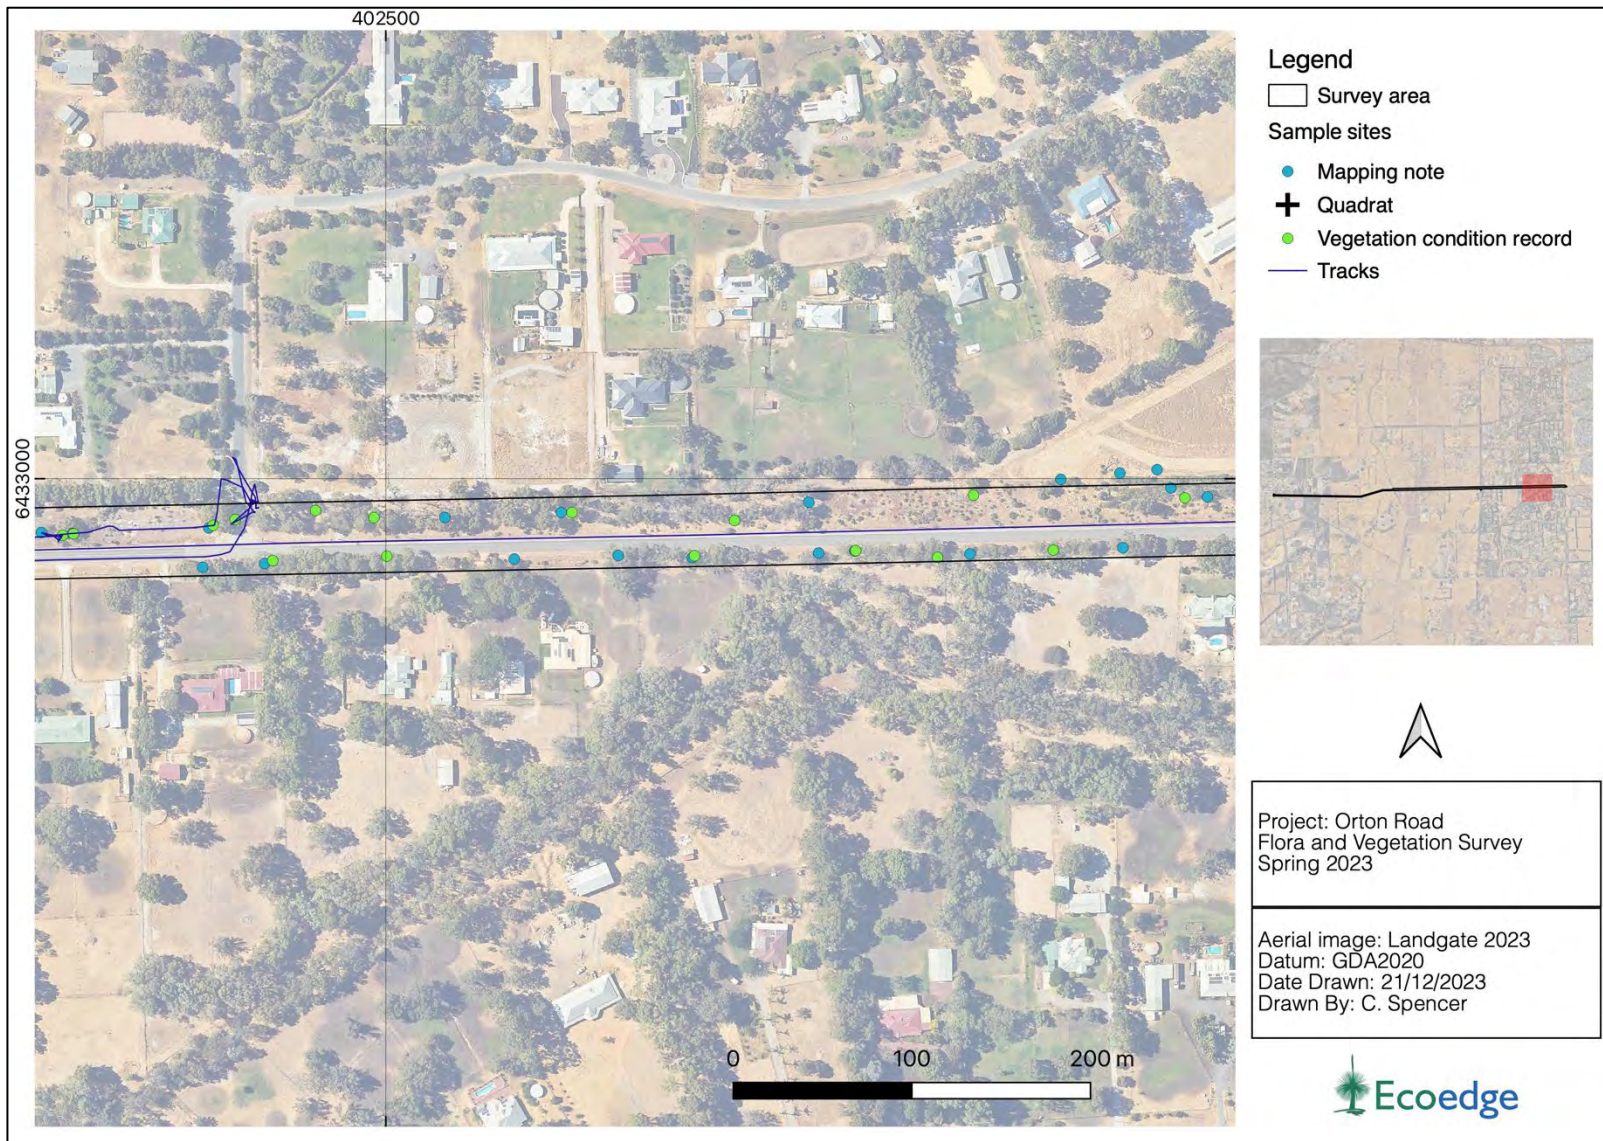 402500
6433000
Legend
Survey area
Sample sites
Mapping note
Quadrat
Vegetation condition record
Tracks
Project: Orton Road
Flora and Vegetation Survey
Spring 2023
Aerial image: Landgate 2023
Datum: GDA2020
Date Drawn: 21/12/2023
Drawn By: C. Spencer
0 100 200 m
Ecoedge